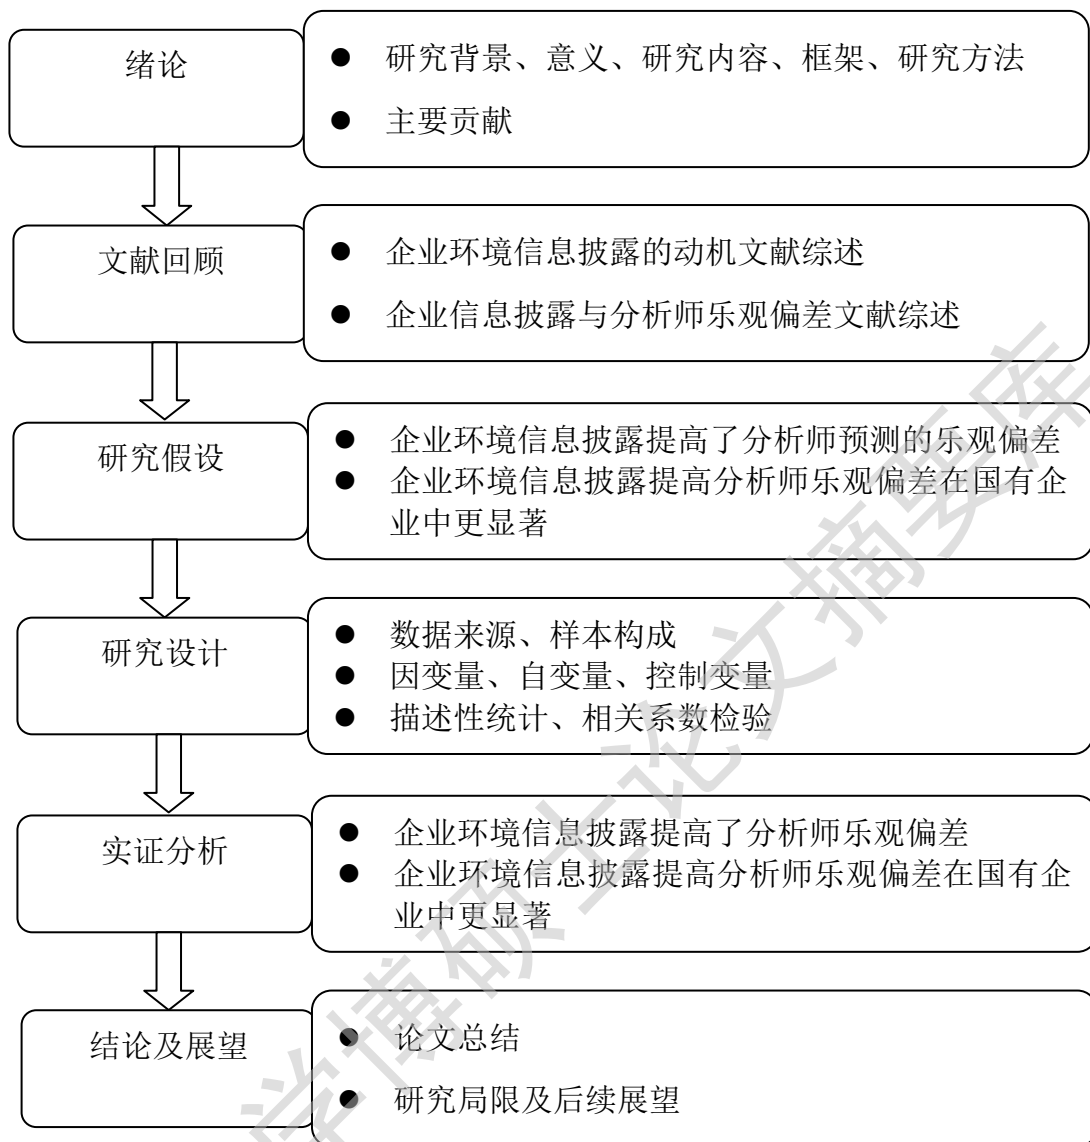 绪论
● 研究背景、意义、研究内容、框架、研究方法
● 主要贡献
文献回顾
● 企业环境信息披露的动机文献综述
● 企业信息披露与分析师乐观偏差文献综述
研究假设
● 企业环境信息披露提高了分析师预测的乐观偏差
● 企业环境信息披露提高分析师乐观偏差在国有企
业中更显著
研究设计
● 数据来源、样本构成
● 因变量、自变量、控制变量
● 描述性统计、相关系数检验
实证分析
● 企业环境信息披露提高了分析师乐观偏差
● 企业环境信息披露提高分析师乐观偏差在国有企
业中更显著
结论及展望
● 论文总结
● 研究局限及后续展望
学博硕士论文摘要库